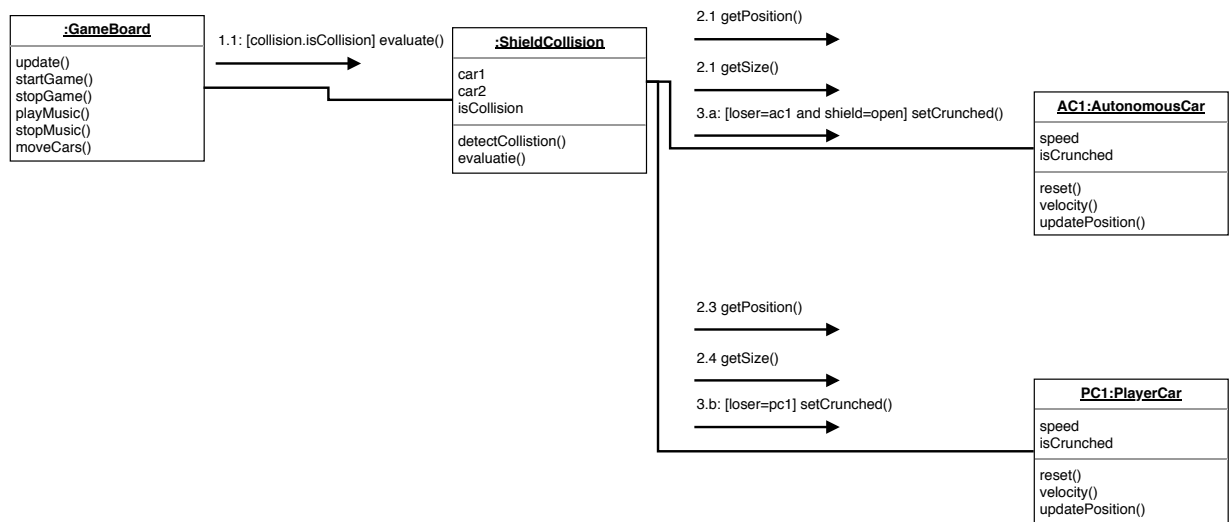 :GameBoard
update()
startGame()
stopGame()
playMusic()
stopMusic()
moveCars()
1.1: [collision.isCollision] evaluate()
:ShieldCollision
car1
car2
isCollision
detectCollistion()
evaluatie()
2.1 getPosition()
2.1 getSize()
3.a: [loser=ac1 and shield=open] setCrunched()
AC1:AutonomousCar
speed
isCrunched
reset()
velocity()
updatePosition()
2.3 getPosition()
2.4 getSize()
3.b: [loser=pc1] setCrunched()
PC1:PlayerCar
speed
isCrunched
reset()
velocity()
updatePosition()